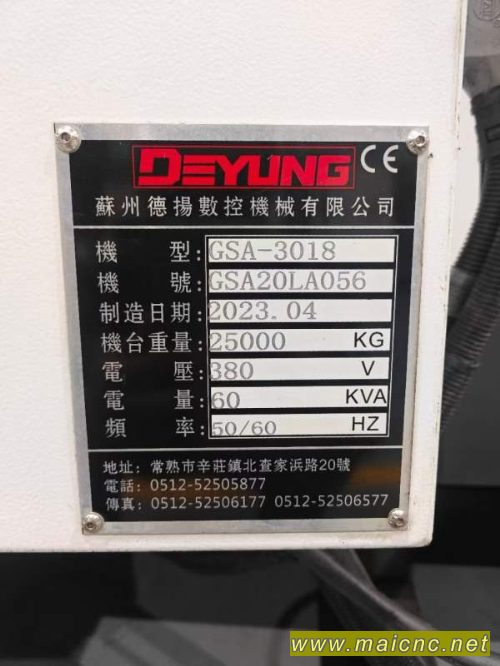 DEYUNG CE
蘇州德揚數控機械有限公司
機 型: GSA-3018
機 號: GSA20LA056
制造日期: 2023.04
機台重量: 25000 KG
電 壓: 380 V
電 量: 60 KVA
頻 率: 50/60 HZ
地址: 常熟市辛莊鎮北查家浜路20號
電話: 0512-52505877
傳真: 0512-52506177 0512-52506577
www.maicnc.net